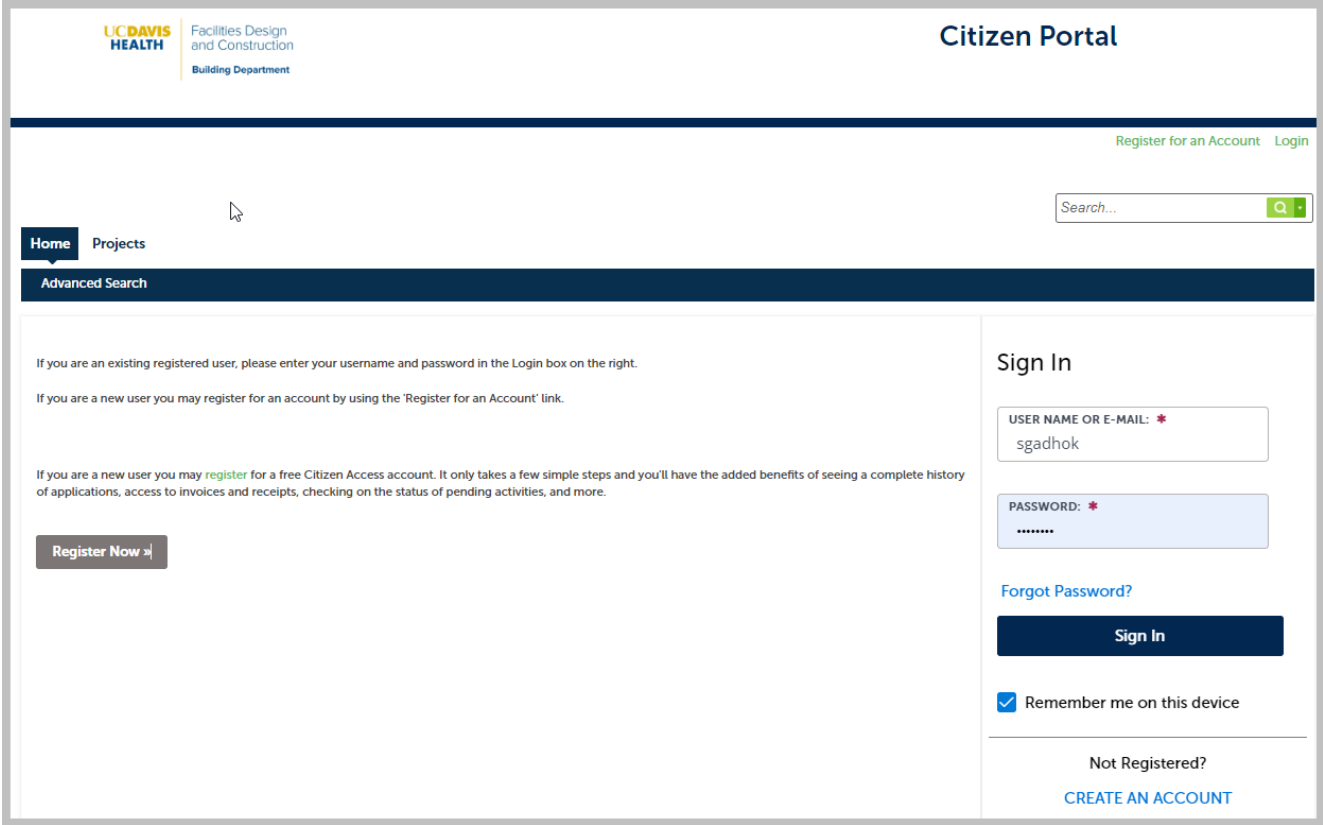 UCDAVIS
HEALTH
Facilities Design
and Construction
Building Department
Citizen Portal
Register for an Account Login
Search...
Home Projects
Advanced Search
If you are an existing registered user, please enter your username and password in the Login box on the right.
If you are a new user you may register for an account by using the 'Register for an Account' link.
If you are a new user you may register for a free Citizen Access account. It only takes a few simple steps and you'll have the added benefits of seeing a complete history
of applications, access to invoices and receipts, checking on the status of pending activities, and more.
Register Now »
Sign In
USER NAME OR E-MAIL: *
sgadhok
PASSWORD: *
••••••••
Forgot Password?
Sign In
Remember me on this device
Not Registered?
CREATE AN ACCOUNT